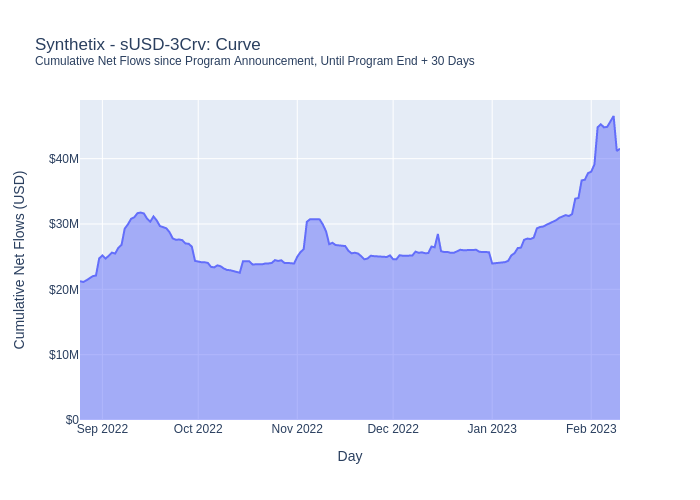 Synthetix - sUSD-3Crv: Curve
Cumulative Net Flows since Program Announcement, Until Program End + 30 Days
Cumulative Net Flows (USD)
$40M
$30M
$20M
$10M
$0
Sep 2022 Oct 2022 Nov 2022 Dec 2022 Jan 2023 Feb 2023
Day